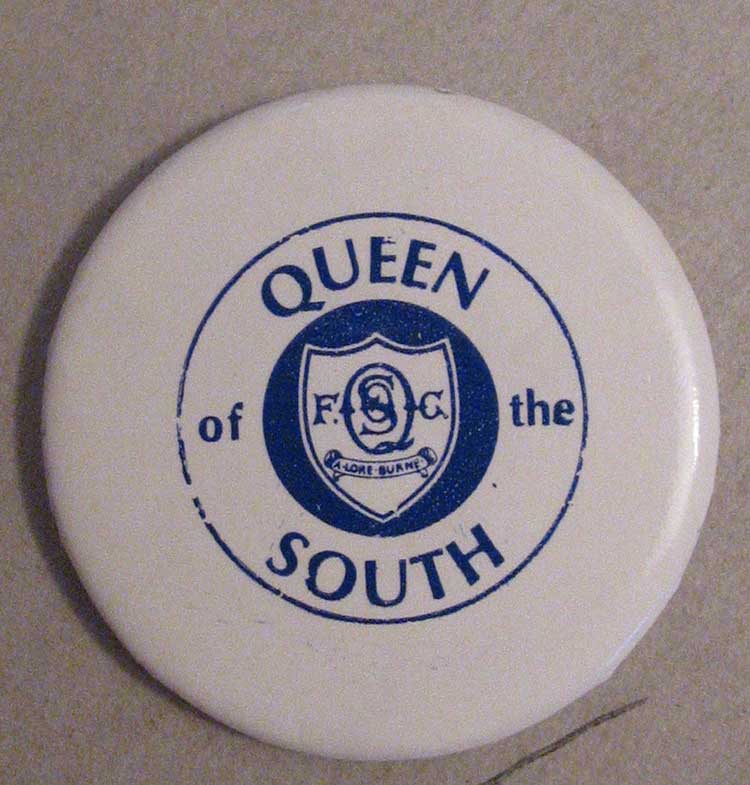 QUEEN
of the
SOUTH
F. QS C.
A·LORE·BURNE